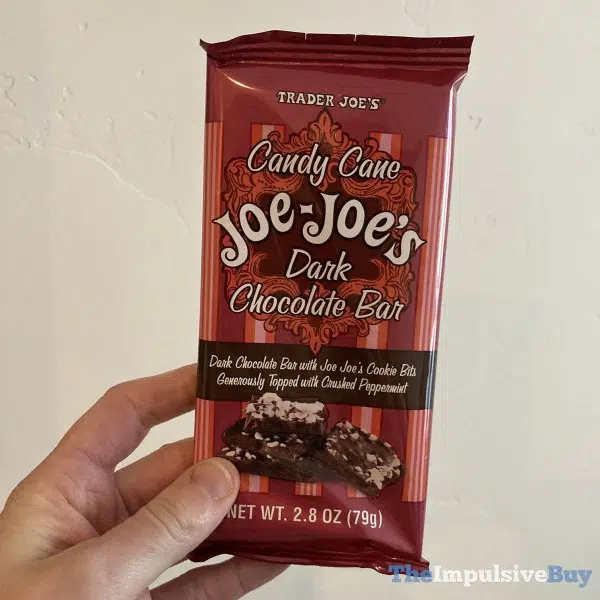 TRADER JOE'S®
Candy Cane
JOE-JOE'S
Dark
Chocolate Bar
Dark Chocolate Bar with Joe Joe's Cookie Bits
Generously Topped with Crushed Peppermint
NET WT. 2.8 OZ (79g)
TheImpulsiveBuy